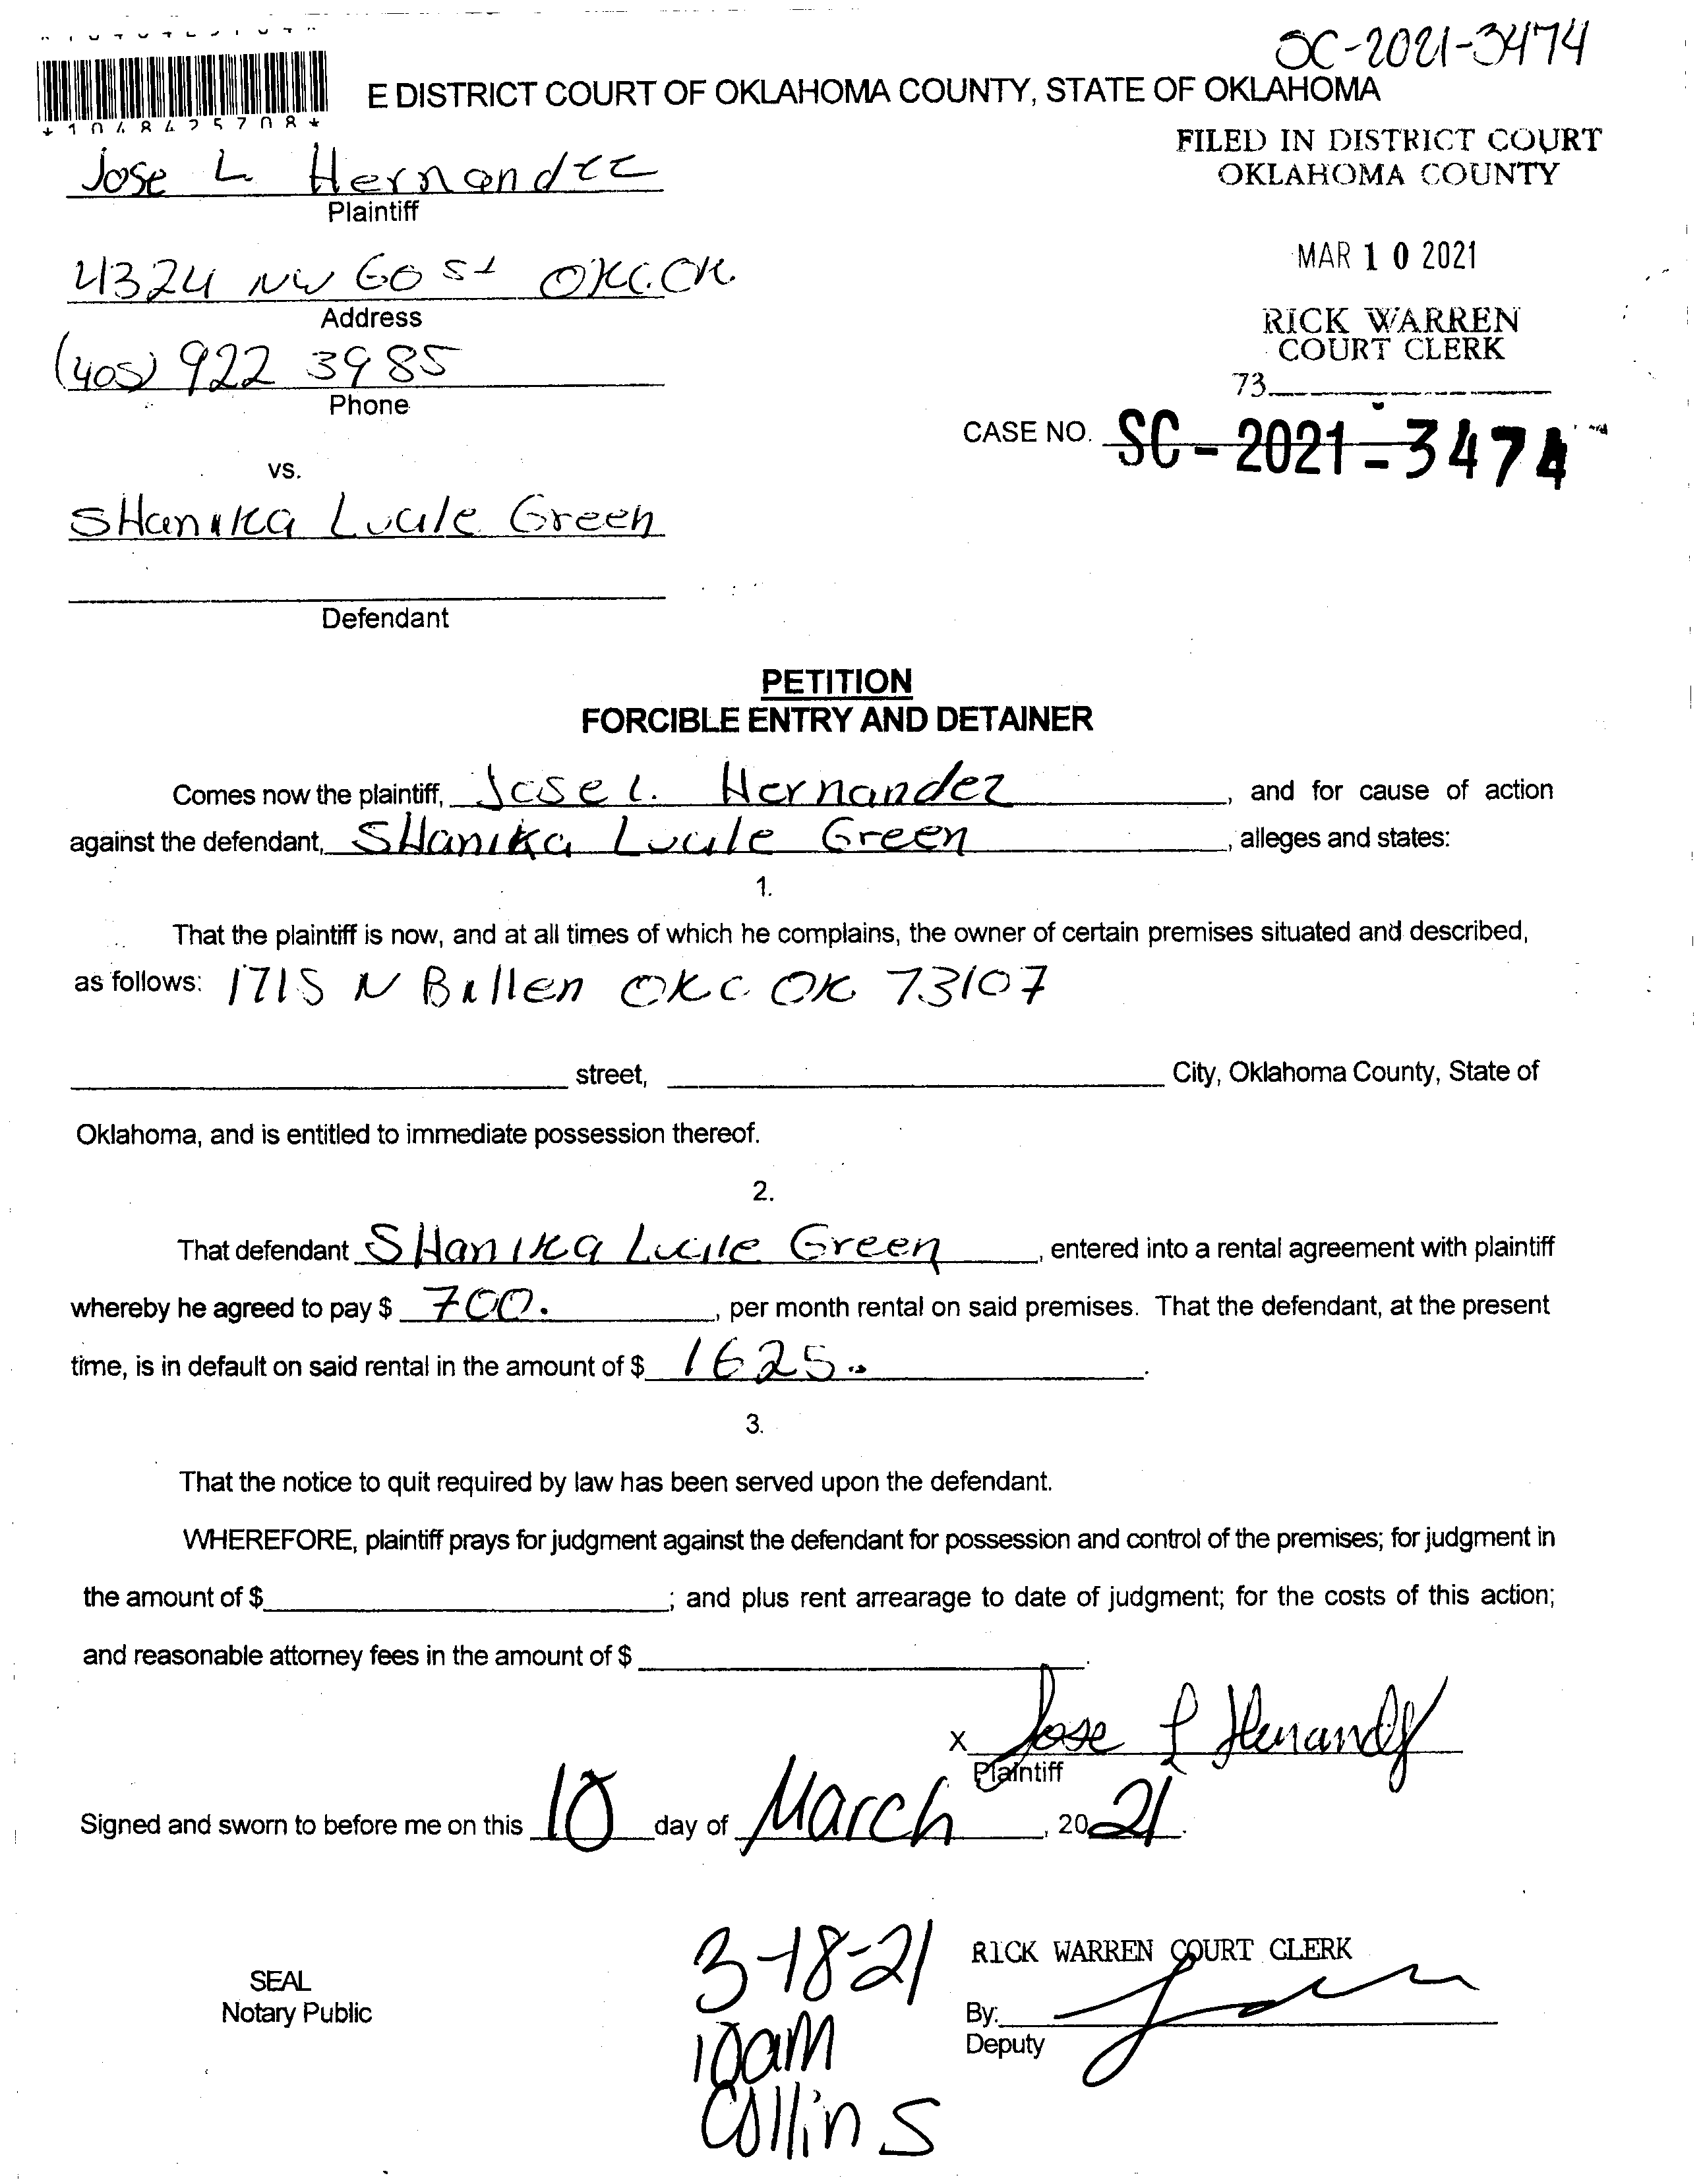 SC-2021-3474
E DISTRICT COURT OF OKLAHOMA COUNTY, STATE OF OKLAHOMA
*1048425708*
FILED IN DISTRICT COURT
OKLAHOMA COUNTY
Jose L. Hernandez
Plaintiff
MAR 10 2021
4324 NW 60 St OKC.OK.
Address
RICK WARREN
COURT CLERK
(405) 922 3985
Phone
73
CASE NO. SC-2021-3474
vs.
SHanika Lucile Green
Defendant
PETITION
FORCIBLE ENTRY AND DETAINER
Comes now the plaintiff, Jose L. Hernandez, and for cause of action
against the defendant, SHanika Lucile Green, alleges and states:
1.
That the plaintiff is now, and at all times of which he complains, the owner of certain premises situated and described,
as follows: 1715 N OKC OK 73107
street, City, Oklahoma County, State of
Oklahoma, and is entitled to immediate possession thereof.
2.
That defendant SHanika Lucile Green, entered into a rental agreement with plaintiff
whereby he agreed to pay $ 700., per month rental on said premises. That the defendant, at the present
time, is in default on said rental in the amount of $ 1625...
3.
That the notice to quit required by law has been served upon the defendant.
WHEREFORE, plaintiff prays for judgment against the defendant for possession and control of the premises; for judgment in
the amount of $; and plus rent arrearage to date of judgment; for the costs of this action;
and reasonable attorney fees in the amount of $.
X Jose L Hernandez
Plaintiff
Signed and sworn to before me on this 10 day of March, 2021.
3-18-21
RICK WARREN COURT CLERK
SEAL
Notary Public
By:
Deputy
10am
Collins